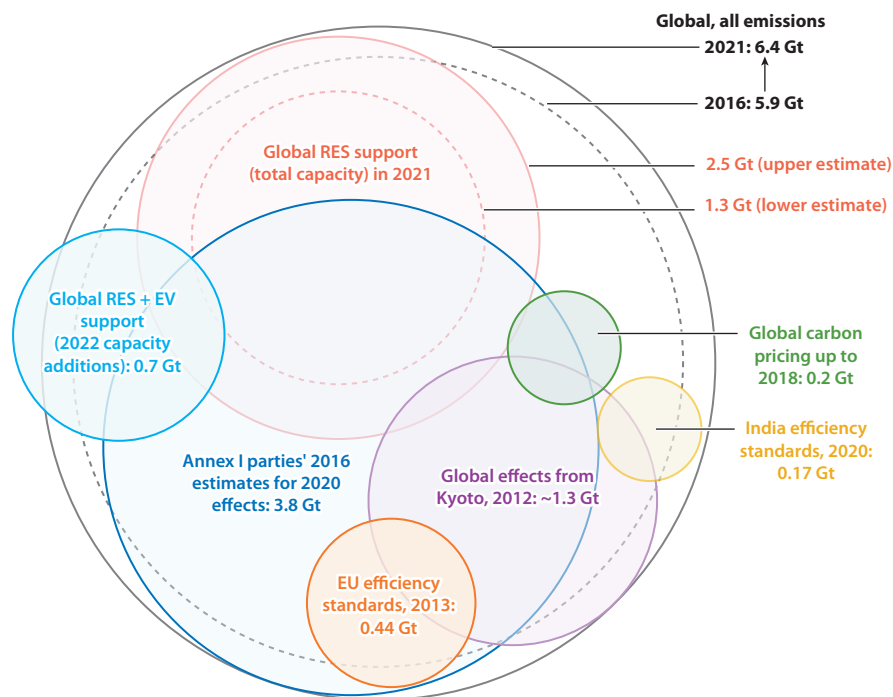 Global, all emissions
2021: 6.4 Gt
2016: 5.9 Gt
Global RES support
(total capacity) in 2021
2.5 Gt (upper estimate)
1.3 Gt (lower estimate)
Global RES + EV
support
(2022 capacity
additions): 0.7 Gt
Global carbon
pricing up to
2018: 0.2 Gt
India efficiency
standards, 2020:
0.17 Gt
Annex I parties' 2016
estimates for 2020
effects: 3.8 Gt
Global effects from
Kyoto, 2012: ~1.3 Gt
EU efficiency
standards, 2013:
0.44 Gt